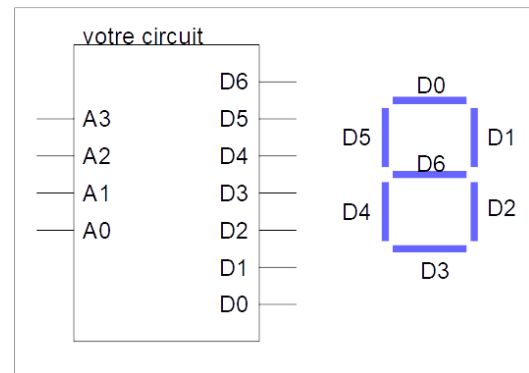 votre circuit
D6
A3 D5
A2 D4
A1 D3
A0 D2
D1
D0
D0
D5 D1
D6
D4 D2
D3